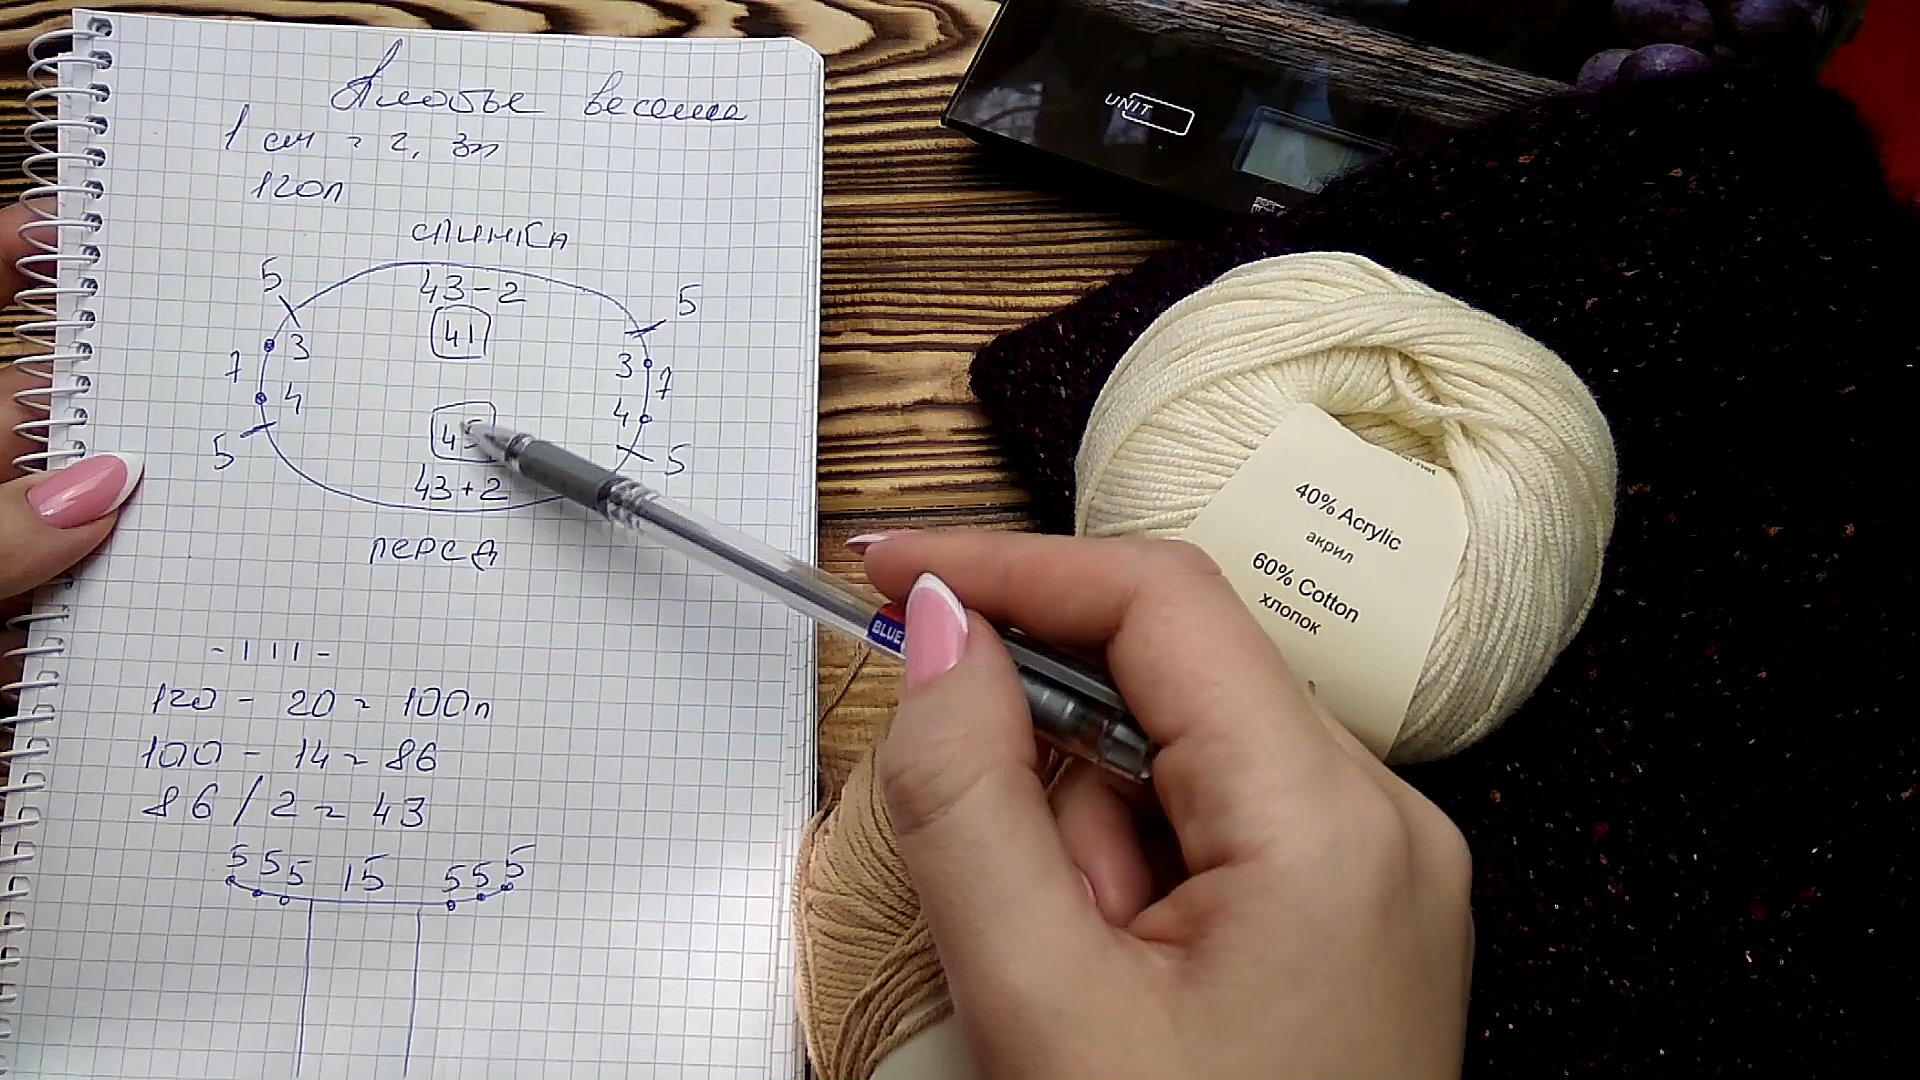 Платье весеннее
1 см = 2,3п
120п
спинка
5 43-2 5
41
3 3
7 7
4 4
45
5 43+2 5
перед
- 1 1 1 -
120 - 20 = 100п
100 - 14 = 86
86 / 2 = 43
5 5 5 15 5 5 5
UNIT
40% Acrylic
акрил
60% Cotton
хлопок
BLUE